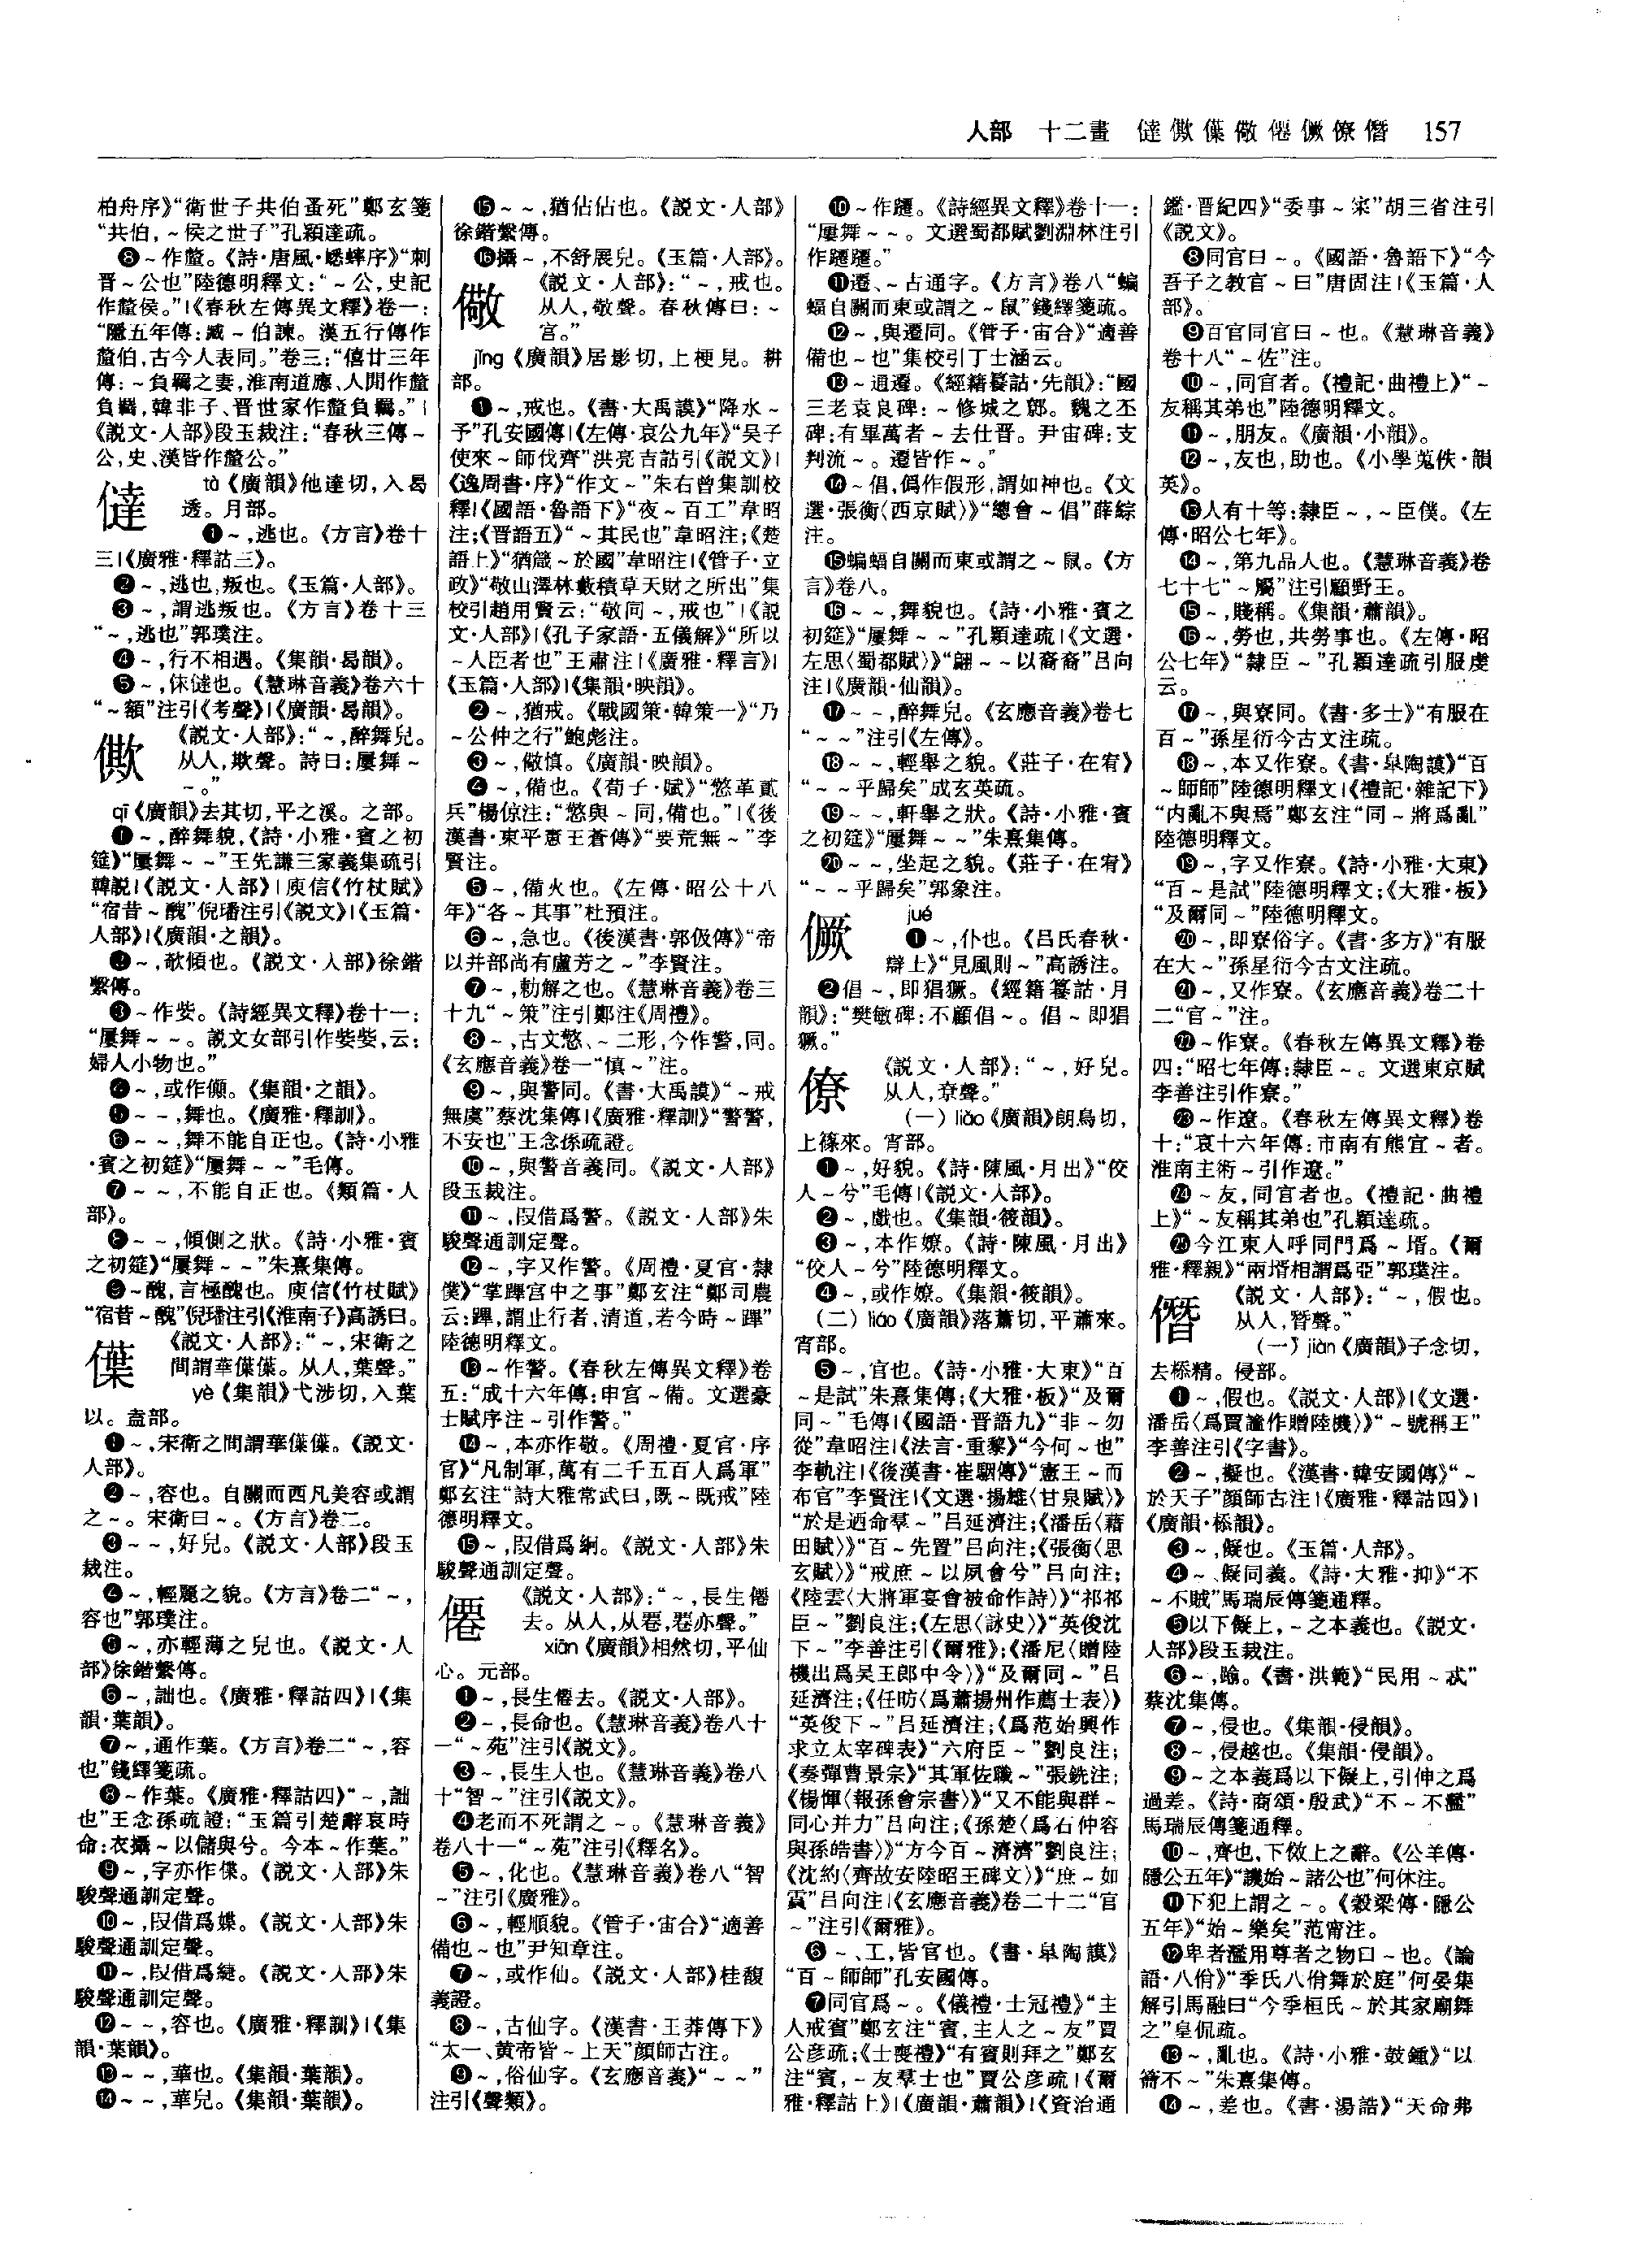 人部　十二畫　㒓僛僷儆僊僚僭　157
柏舟序》“衛世子共伯蚤死”鄭玄箋
“共伯，~侯之世子”孔穎達疏。
❽~作釐。《詩·唐風·蟋蟀序》“刺
晉~公也”陸德明釋文：“~公，史記
作釐侯。”|《春秋左傳異文釋》卷一：
“隱五年傳：臧~伯諫。漢五行傳作
釐伯，古今人表同。”卷三：“僖廿三年
傳：~負羈之妻，淮南道應、人閒作釐
負羈，韓非子、晉世家作釐負羈。”|
《説文·人部》段玉裁注：“春秋三傳~
公，史、漢皆作釐公。”
㒓
tà《廣韻》他達切，入曷
透。月部。
❶~，逃也。《方言》卷十
三|《廣雅·釋詁三》。
❷~，逃也，叛也。《玉篇·人部》。
❸~，謂逃叛也。《方言》卷十三
“~，逃也”郭璞注。
❹~，行不相遇。《集韻·曷韻》。
❺~，㑅㒓也。《慧琳音義》卷六十
“~額”注引《考聲》|《廣韻·曷韻》。
僛
《説文·人部》：“~，醉舞皃。
从人，欺聲。詩曰：屢舞~
~。”
qī《廣韻》去其切，平之溪。之部。
❶~，醉舞貌，《詩·小雅·賓之初
筵》“屢舞~~”王先謙三家義集疏引
韓説|《説文·人部》|庾信《竹杖賦》
“宿昔~醜”倪璠注引《説文》|《玉篇·
人部》|《廣韻·之韻》。
❷~，欹傾也。《説文·人部》徐鍇
繫傳。
❸~作姕。《詩經異文釋》卷十一：
“屢舞~~。説文女部引作姕姕，云：
婦人小物也。”
❹~，或作䫏。《集韻·之韻》。
❺~~，舞也。《廣雅·釋訓》。
❻~~，舞不能自正也。《詩·小雅
·賓之初筵》“屢舞~~”毛傳。
❼~~，不能自正也。《類篇·人
部》。
❽~~，傾側之狀。《詩·小雅·賓
之初筵》“屢舞~~”朱熹集傳。
❾~醜，言極醜也。庾信《竹杖賦》
“宿昔~醜”倪璠注引《淮南子》高誘曰。
僷
《説文·人部》：“~，宋衛之
間謂華僷僷。从人，葉聲。”
yè《集韻》弋涉切，入葉
以。盍部。
❶~，宋衛之間謂華僷僷。《説文·
人部》。
❷~，容也。自關而西凡美容或謂
之~。宋衛曰~。《方言》卷二。
❸~~，好皃。《説文·人部》段玉
裁注。
❹~，輕麗之貌。《方言》卷二“~，
容也”郭璞注。
❺~，亦輕薄之皃也。《説文·人
部》徐鍇繫傳。
❻~，詘也。《廣雅·釋詁四》|《集
韻·葉韻》。
❼~，通作葉。《方言》卷二“~，容
也”錢繹箋疏。
❽~作葉。《廣雅·釋詁四》“~，詘
也”王念孫疏證：“玉篇引楚辭哀時
命：衣攝~以儲與兮。今本~作葉。”
❾~，字亦作偞。《説文·人部》朱
駿聲通訓定聲。
❿~，叚借爲媟。《説文·人部》朱
駿聲通訓定聲。
⓫~，叚借爲緁。《説文·人部》朱
駿聲通訓定聲。
⓬~~，容也。《廣雅·釋訓》|《集
韻·葉韻》。
⓭~~，華也。《集韻·葉韻》。
⓮~~，華皃。《集韻·葉韻》。
⓯~~，猶佔佔也。《説文·人部》
徐鍇繫傳。
⓰攝~，不舒展皃。《玉篇·人部》。
儆
《説文·人部》：“~，戒也。
从人，敬聲。春秋傳曰：~
宫。”
jǐng《廣韻》居影切，上梗見。耕
部。
❶~，戒也。《書·大禹謨》“降水~
予”孔安國傳|《左傳·哀公九年》“吴子
使來~師伐齊”洪亮吉詁引《説文》|
《逸周書·序》“作文~”朱右曾集訓校
釋|《國語·魯語下》“夜~百工”韋昭
注；《晉語五》“~其民也”韋昭注；《楚
語上》“猶箴~於國”韋昭注|《管子·立
政》“敬山澤林藪積草天財之所出”集
校引趙用賢云：“敬同~，戒也”|《説
文·人部》|《孔子家語·五儀解》“所以
~人臣者也”王肅注|《廣雅·釋言》|
《玉篇·人部》|《集韻·映韻》。
❷~，猶戒。《戰國策·韓策一》“乃
~公仲之行”鮑彪注。
❸~，儆慎。《廣韻·映韻》。
❹~，備也。《荀子·賦》“憼革貳
兵”楊倞注：“憼與~同，備也。”|《後
漢書·東平憲王蒼傳》“要荒無~”李
賢注。
❺~，備火也。《左傳·昭公十八
年》“各~其事”杜預注。
❻~，急也。《後漢書·郭伋傳》“帝
以并部尚有盧芳之~”李賢注。
❼~，勅解之也。《慧琳音義》卷三
十九“~策”注引鄭注《周禮》。
❽~，古文憼、~二形，今作警，同。
《玄應音義》卷一“慎~”注。
❾~，與警同。《書·大禹謨》“~戒
無虞”蔡沈集傳|《廣雅·釋訓》“警警，
不安也”王念孫疏證。
❿~，與警音義同。《説文·人部》
段玉裁注。
⓫~，叚借爲警。《説文·人部》朱
駿聲通訓定聲。
⓬~，字又作警。《周禮·夏官·隸
僕》“掌蹕宫中之事”鄭玄注“鄭司農
云：蹕，謂止行者，清道，若今時~蹕”
陸德明釋文。
⓭~作警。《春秋左傳異文釋》卷
五：“成十六年傳：申宫~備。文選豪
士賦序注~引作警。”
⓮~，本亦作敬。《周禮·夏官·序
官》“凡制軍，萬有二千五百人爲軍”
鄭玄注“詩大雅常武曰，既~既戒”陸
德明釋文。
⓯~，叚借爲絅。《説文·人部》朱
駿聲通訓定聲。
僊
《説文·人部》：“~，長生僊
去。从人，从䙴，䙴亦聲。”
xiān《廣韻》相然切，平仙
心。元部。
❶~，長生僊去。《説文·人部》。
❷~，長命也。《慧琳音義》卷八十
一“~苑”注引《説文》。
❸~，長生人也。《慧琳音義》卷八
十“智~”注引《説文》。
❹老而不死謂之~。《慧琳音義》
卷八十一“~苑”注引《釋名》。
❺~，化也。《慧琳音義》卷八“智
~”注引《廣雅》。
❻~，輕順貌。《管子·宙合》“適善
備也~也”尹知章注。
❼~，或作仙。《説文·人部》桂馥
義證。
❽~，古仙字。《漢書·王莽傳下》
“太一、黄帝皆~上天”顔師古注。
❾~，俗仙字。《玄應音義》“~~”
注引《聲類》。
❿~作躚。《詩經異文釋》卷十一：
“屢舞~~。文選蜀都賦劉淵林注引
作躚躚。”
⓫遷、~古通字。《方言》卷八“蝙
蝠自關而東或謂之~鼠”錢繹箋疏。
⓬~，與遷同。《管子·宙合》“適善
備也~也”集校引丁士涵云。
⓭~通遷。《經籍籑詁·先韻》：“國
三老袁良碑：~修城之鄣。魏之丕
碑：有畢萬者~去仕晉。尹宙碑：支
判流~。遷皆作~。”
⓮~倡，僞作假形，謂如神也。《文
選·張衡〈西京賦〉》“總會~倡”薛綜
注。
⓯蝙蝠自關而東或謂之~鼠。《方
言》卷八。
⓰~~，舞貌也。《詩·小雅·賓之
初筵》“屢舞~~”孔穎達疏|《文選·
左思〈蜀都賦〉》“翩~~以裔裔”吕向
注|《廣韻·仙韻》。
⓱~~，醉舞皃。《玄應音義》卷七
“~~”注引《左傳》。
⓲~~，輕舉之貌。《莊子·在宥》
“~~乎歸矣”成玄英疏。
⓳~~，軒舉之狀。《詩·小雅·賓
之初筵》“屢舞~~”朱熹集傳。
⓴~~，坐起之貌。《莊子·在宥》
“~~乎歸矣”郭象注。
jué
❶~，仆也。《吕氏春秋·
辯上》“見風則~”高誘注。
❷倡~，即猖獗。《經籍籑詁·月
韻》：“樊敏碑：不顧倡~。倡~即猖
獗。”
僚
《説文·人部》：“~，好皃。
从人，尞聲。”
（一）liǎo《廣韻》朗鳥切，
上篠來。宵部。
❶~，好貌。《詩·陳風·月出》“佼
人~兮”毛傳|《説文·人部》。
❷~，戲也。《集韻·筱韻》。
❸~，本作嫽。《詩·陳風·月出》
“佼人~兮”陸德明釋文。
❹~，或作嫽。《集韻·筱韻》。
（二）liáo《廣韻》落蕭切，平蕭來。
宵部。
❺~，官也。《詩·小雅·大東》“百
~是試”朱熹集傳；《大雅·板》“及爾
同~”毛傳|《國語·晉語九》“非~勿
從”韋昭注|《法言·重黎》“今何~也”
李軌注|《後漢書·崔駰傳》“憲王~而
布官”李賢注|《文選·揚雄〈甘泉賦〉》
“於是迺命羣~”吕延濟注；《潘岳〈藉
田賦〉》“百~先置”吕向注；《張衡〈思
玄賦〉》“戒庶~以夙會兮”吕向注；
《陸雲〈大將軍宴會被命作詩〉》“祁祁
臣~”劉良注；《左思〈詠史〉》“英俊沈
下~”李善注引《爾雅》；《潘尼〈贈陸
機出爲吴王郎中令〉》“及爾同~”吕
延濟注；《任昉〈爲蕭揚州作薦士表〉》
“英俊下~”吕延濟注；《爲范始興作
求立太宰碑表》“六府臣~”劉良注；
《奏彈曹景宗》“其軍佐職~”張銑注；
《楊惲〈報孫會宗書〉》“又不能與群~
同心并力”吕向注；《孫楚〈爲石仲容
與孫皓書〉》“方今百~濟濟”劉良注；
《沈約〈齊故安陸昭王碑文〉》“庶~如
賈”吕向注|《玄應音義》卷二十二“官
~”注引《爾雅》。
❻~、工，皆官也。《書·臯陶謨》
“百~師師”孔安國傳。
❼同官爲~。《儀禮·士冠禮》“主
人戒賓”鄭玄注“賓，主人之~友”賈
公彦疏；《士喪禮》“有賓則拜之”鄭玄
注“賓，~友羣士也”賈公彦疏|《爾
雅·釋詁上》|《廣韻·蕭韻》|《資治通
鑑·晉紀四》“委事~寀”胡三省注引
《説文》。
❽同官曰~。《國語·魯語下》“今
吾子之教官~曰”唐固注|《玉篇·人
部》。
❾百官同官曰~也。《慧琳音義》
卷十八“~佐”注。
❿~，同官者。《禮記·曲禮上》“~
友稱其弟也”陸德明釋文。
⓫~，朋友。《廣韻·小韻》。
⓬~，友也，助也。《小學蒐佚·韻
英》。
⓭人有十等：隸臣~，~臣僕。《左
傳·昭公七年》。
⓮~，第九品人也。《慧琳音義》卷
七十七“~屬”注引顧野王。
⓯~，賤稱。《集韻·蕭韻》。
⓰~，勞也，共勞事也。《左傳·昭
公七年》“隸臣~”孔穎達疏引服虔
云。
⓱~，與寮同。《書·多士》“有服在
百~”孫星衍今古文注疏。
⓲~，本又作寮。《書·臯陶謨》“百
~師師”陸德明釋文|《禮記·雜記下》
“内亂不與焉”鄭玄注“同~將爲亂”
陸德明釋文。
⓳~，字又作寮。《詩·小雅·大東》
“百~是試”陸德明釋文；《大雅·板》
“及爾同~”陸德明釋文。
⓴~，即寮俗字。《書·多方》“有服
在大~”孫星衍今古文注疏。
㉑~，又作寮。《玄應音義》卷二十
二“官~”注。
㉒~作寮。《春秋左傳異文釋》卷
四：“昭七年傳：隸臣~。文選東京賦
李善注引作寮。”
㉓~作遼。《春秋左傳異文釋》卷
十：“哀十六年傳：市南有熊宜~者。
淮南主術~引作遼。”
㉔~友，同官者也。《禮記·曲禮
上》“~友稱其弟也”孔穎達疏。
㉕今江東人呼同門爲~壻。《爾
雅·釋親》“兩壻相謂爲亞”郭璞注。
僭
《説文·人部》：“~，假也。
从人，朁聲。”
（一）jiàn《廣韻》子念切，
去㮇精。侵部。
❶~，假也。《説文·人部》|《文選·
潘岳〈爲賈謐作贈陸機〉》“~號稱王”
李善注引《字書》。
❷~，擬也。《漢書·韓安國傳》“~
於天子”顔師古注|《廣雅·釋詁四》|
《廣韻·㮇韻》。
❸~，儗也。《玉篇·人部》。
❹~、儗同義。《詩·大雅·抑》“不
~不賊”馬瑞辰傳箋通釋。
❺以下儗上，~之本義也。《説文·
人部》段玉裁注。
❻~，踰。《書·洪範》“民用~忒”
蔡沈集傳。
❼~，侵也。《集韻·侵韻》。
❽~，侵越也。《集韻·侵韻》。
❾~之本義爲以下儗上，引伸之爲
過差。《詩·商頌·殷武》“不~不濫”
馬瑞辰傳箋通釋。
❿~，齊也，下傚上之辭。《公羊傳·
隱公五年》“譏始~諸公也”何休注。
⓫下犯上謂之~。《穀梁傳·隱公
五年》“始~樂矣”范甯注。
⓬卑者濫用尊者之物曰~也。《論
語·八佾》“季氏八佾舞於庭”何晏集
解引馬融曰“今季桓氏~於其家廟舞
之”皇侃疏。
⓭~，亂也。《詩·小雅·鼓鍾》“以
籥不~”朱熹集傳。
⓮~，差也。《書·湯誥》“天命弗